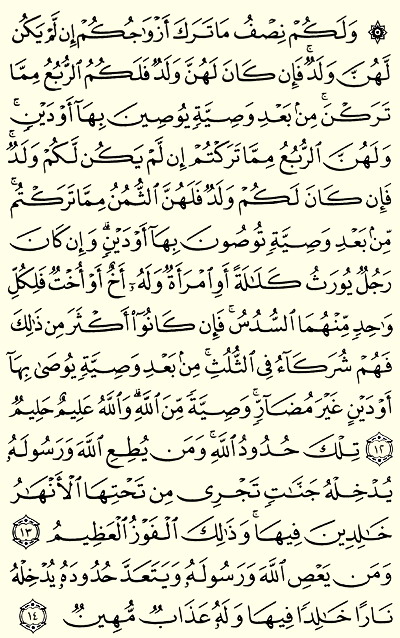 ۞ وَلَكُمْ نِصْفُ مَا تَرَكَ أَزْوَٰجُكُمْ إِن لَّمْ يَكُن
لَّهُنَّ وَلَدٌ ۚ فَإِن كَانَ لَهُنَّ وَلَدٌ فَلَكُمُ ٱلرُّبُعُ مِمَّا
تَرَكْنَ ۚ مِنۢ بَعْدِ وَصِيَّةٍ يُوصِينَ بِهَآ أَوْ دَيْنٍ ۚ
وَلَهُنَّ ٱلرُّبُعُ مِمَّا تَرَكْتُمْ إِن لَّمْ يَكُن لَّكُمْ وَلَدٌ ۚ
فَإِن كَانَ لَكُمْ وَلَدٌ فَلَهُنَّ ٱلثُّمُنُ مِمَّا تَرَكْتُم ۚ
مِّنۢ بَعْدِ وَصِيَّةٍ تُوصُونَ بِهَآ أَوْ دَيْنٍ ۗ وَإِن كَانَ
رَجُلٌ يُورَثُ كَلَٰلَةً أَوِ ٱمْرَأَةٌ وَلَهُۥٓ أَخٌ أَوْ أُخْتٌ فَلِكُلِّ
وَٰحِدٍ مِّنْهُمَا ٱلسُّدُسُ ۚ فَإِن كَانُوٓا۟ أَكْثَرَ مِن ذَٰلِكَ
فَهُمْ شُرَكَآءُ فِى ٱلثُّلُثِ ۚ مِنۢ بَعْدِ وَصِيَّةٍ يُوصَىٰ بِهَآ
أَوْ دَيْنٍ غَيْرَ مُضَآرٍّ ۚ وَصِيَّةً مِّنَ ٱللَّهِ ۗ وَٱللَّهُ عَلِيمٌ حَلِيمٌ
١٢ تِلْكَ حُدُودُ ٱللَّهِ ۚ وَمَن يُطِعِ ٱللَّهَ وَرَسُولَهُۥ
يُدْخِلْهُ جَنَّٰتٍ تَجْرِى مِن تَحْتِهَا ٱلْأَنْهَٰرُ
خَٰلِدِينَ فِيهَا ۚ وَذَٰلِكَ ٱلْفَوْزُ ٱلْعَظِيمُ ١٣
وَمَن يَعْصِ ٱللَّهَ وَرَسُولَهُۥ وَيَتَعَدَّ حُدُودَهُۥ يُدْخِلْهُ
نَارًا خَٰلِدًا فِيهَا وَلَهُۥ عَذَابٌ مُّهِينٌ ١٤